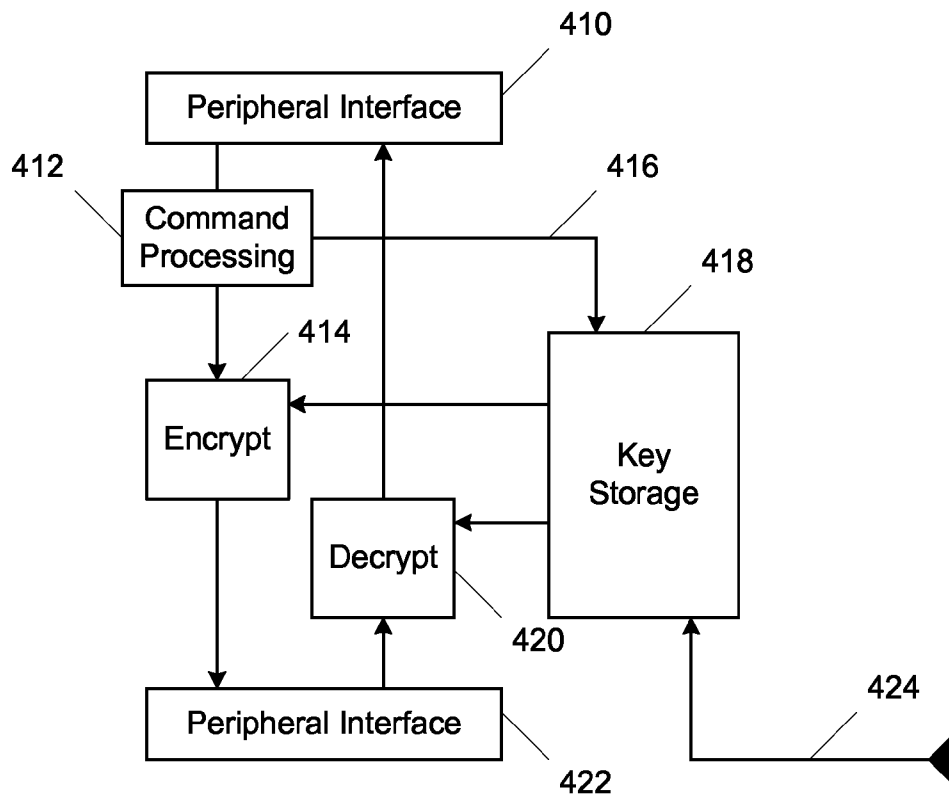 410
Peripheral Interface
412
416
Command
Processing
418
414
Encrypt
Key
Storage
Decrypt
420
424
Peripheral Interface
422